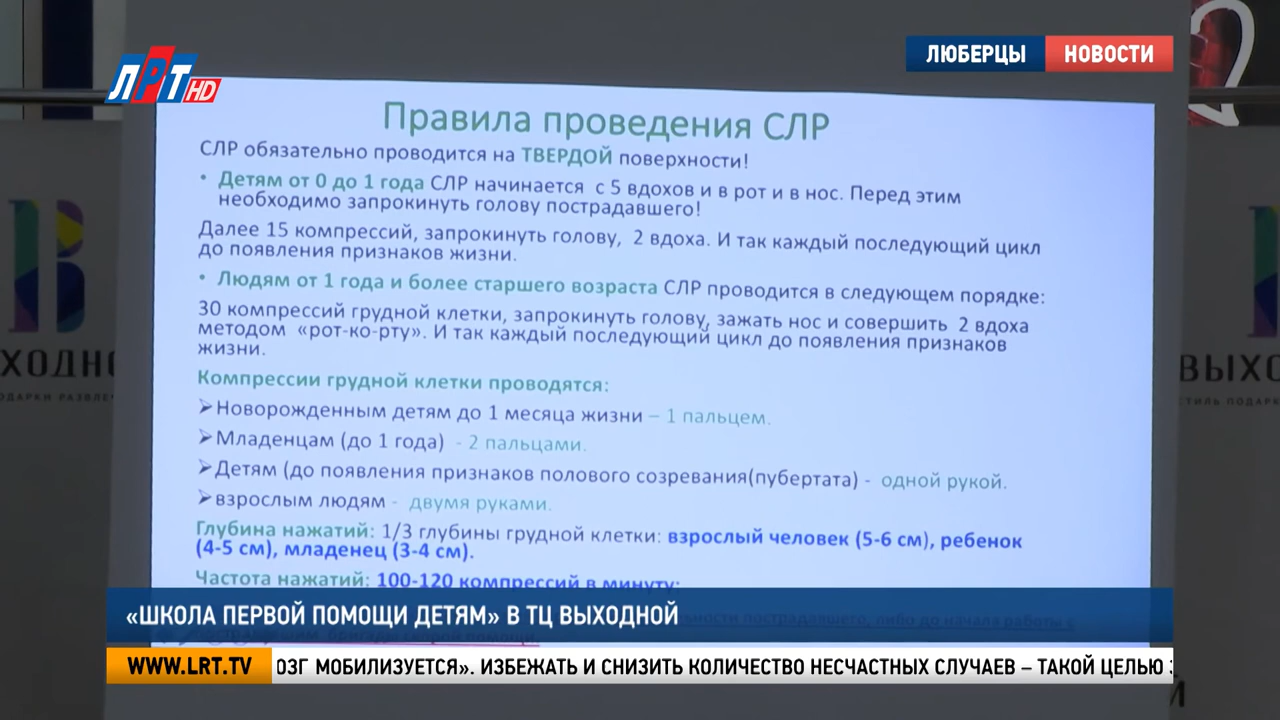 ЛРТ HD
ЛЮБЕРЦЫ НОВОСТИ
Правила проведения СЛР
СЛР обязательно проводится на ТВЕРДОЙ поверхности!
• Детям от 0 до 1 года СЛР начинается с 5 вдохов и в рот и в нос. Перед этим
необходимо запрокинуть голову пострадавшего!
Далее 15 компрессий, запрокинуть голову, 2 вдоха. И так каждый последующий цикл
до появления признаков жизни.
• Людям от 1 года и более старшего возраста СЛР проводится в следующем порядке:
30 компрессий грудной клетки, запрокинуть голову, зажать нос и совершить 2 вдоха
методом «рот-ко-рту». И так каждый последующий цикл до появления признаков
жизни.
Компрессии грудной клетки проводятся:
➢Новорожденным детям до 1 месяца жизни – 1 пальцем.
➢Младенцам (до 1 года) - 2 пальцами.
➢Детям (до появления признаков полового созревания(пубертата) - одной рукой.
➢взрослым людям - двумя руками.
Глубина нажатий: 1/3 глубины грудной клетки: взрослый человек (5-6 см), ребенок
(4-5 см), младенец (3-4 см).
Частота нажатий: 100-120 компрессий в минуту;
пострадавшего, либо до начала работы с
бригады скорой помощи.
«ШКОЛА ПЕРВОЙ ПОМОЩИ ДЕТЯМ» В ТЦ ВЫХОДНОЙ
WWW.LRT.TV ОЗГ МОБИЛИЗУЕТСЯ». ИЗБЕЖАТЬ И СНИЗИТЬ КОЛИЧЕСТВО НЕСЧАСТНЫХ СЛУЧАЕВ – ТАКОЙ ЦЕЛЬЮ